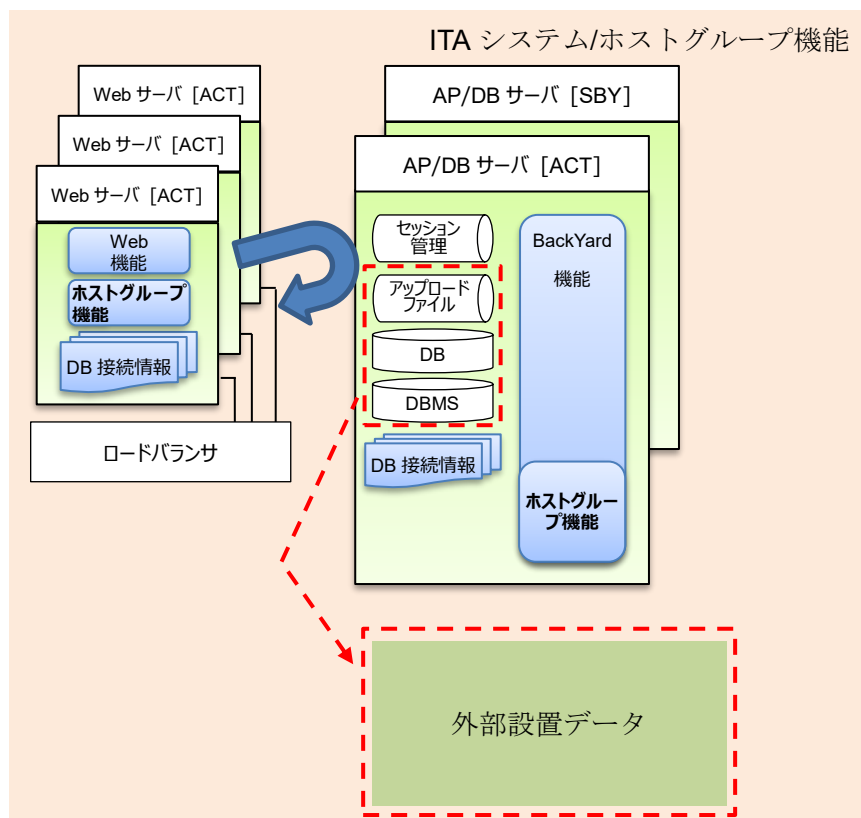 ITA システム/ホストグループ機能
Web サーバ [ACT]
Web サーバ [ACT]
Web サーバ [ACT]
Web
機能
ホストグループ
機能
DB 接続情報
ロードバランサ
AP/DB サーバ [SBY]
AP/DB サーバ [ACT]
セッション
管理
アップロード
ファイル
DB
DBMS
DB 接続情報
BackYard
機能
ホストグルー
プ機能
外部設置データ